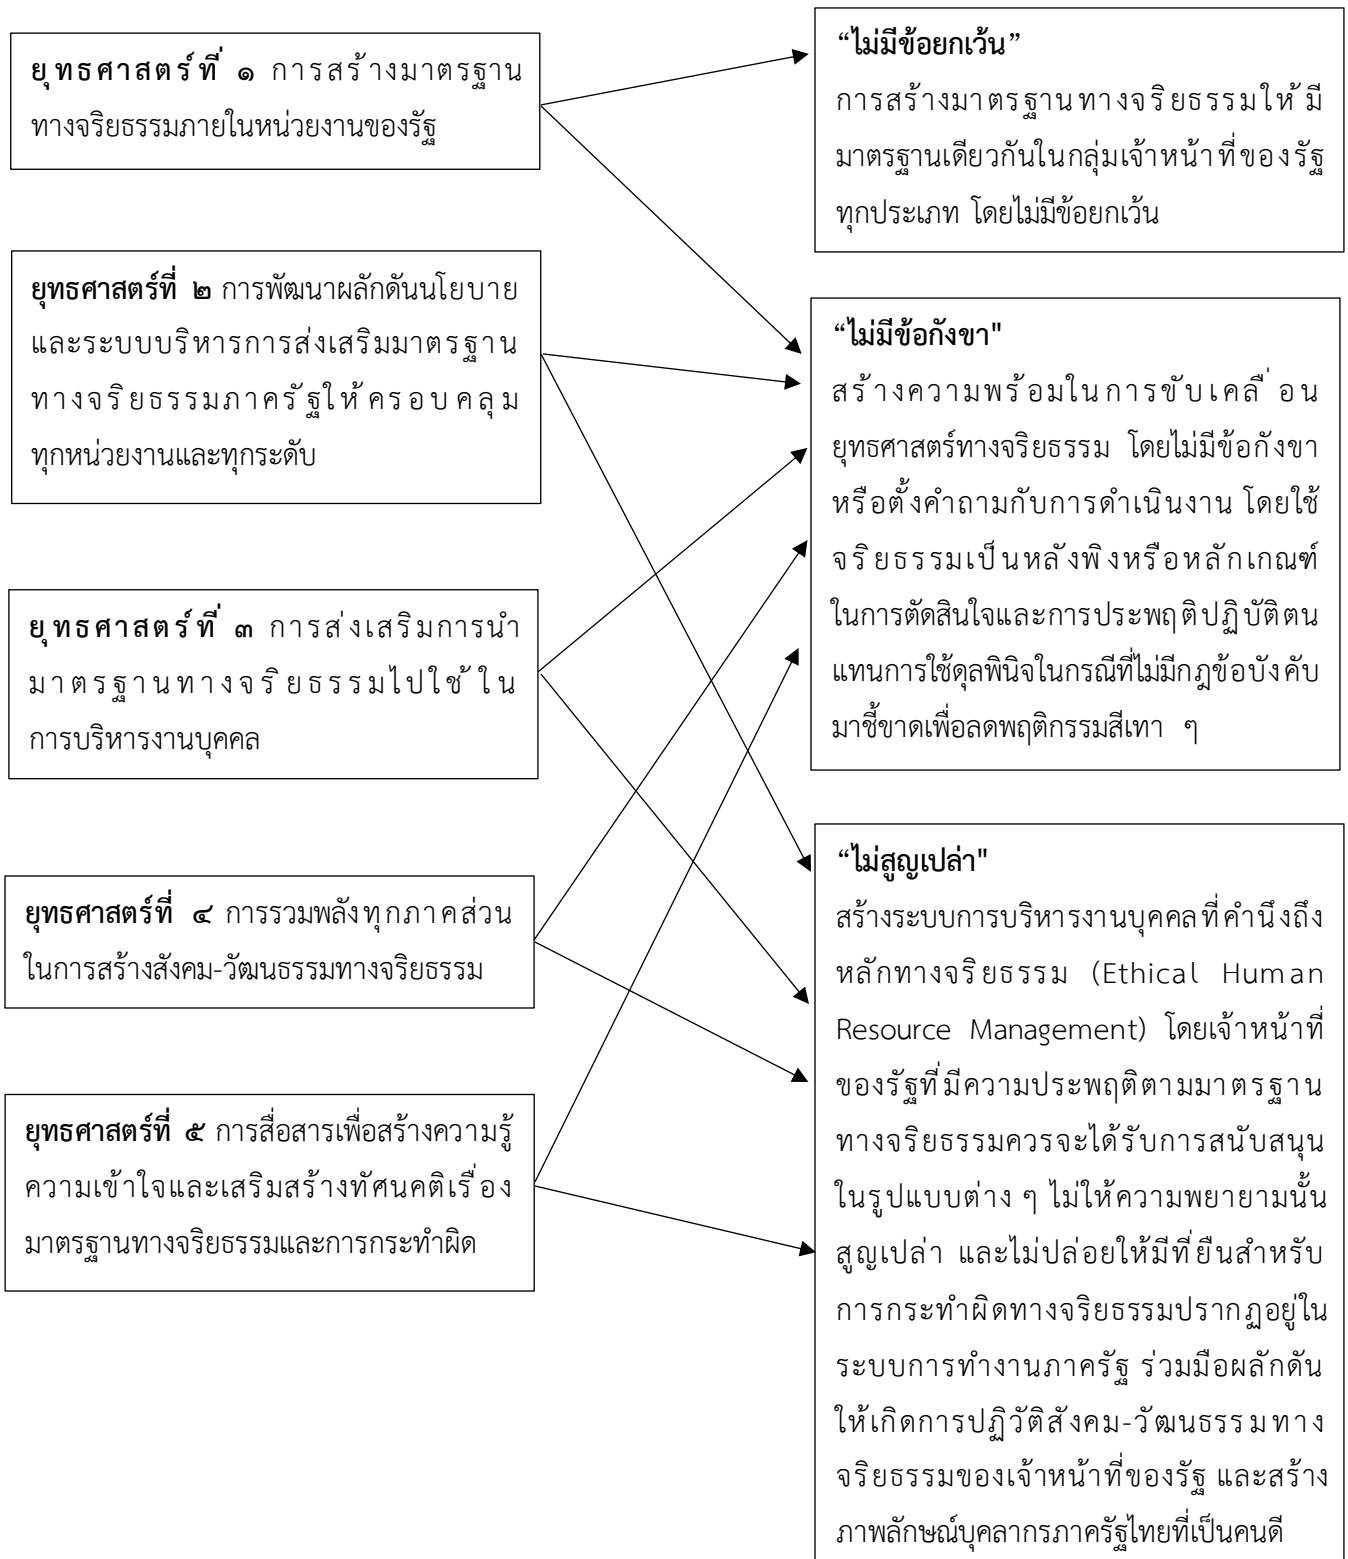 ยุทธศาสตร์ที่ ๑ การสร้างมาตรฐาน
ทางจริยธรรมภายในหน่วยงานของรัฐ
ยุทธศาสตร์ที่ ๒ การพัฒนาผลักดันนโยบาย
และระบบบริหารการส่งเสริมมาตรฐาน
ทางจริยธรรมภาครัฐให้ครอบคลุม
ทุกหน่วยงานและทุกระดับ
ยุทธศาสตร์ที่ ๓ การส่งเสริมการนำ
มาตรฐานทางจริยธรรมไปใช้ใน
การบริหารงานบุคคล
ยุทธศาสตร์ที่ ๔ การรวมพลังทุกภาคส่วน
ในการสร้างสังคม-วัฒนธรรมทางจริยธรรม
ยุทธศาสตร์ที่ ๕ การสื่อสารเพื่อสร้างความรู้
ความเข้าใจและเสริมสร้างทัศนคติเรื่อง
มาตรฐานทางจริยธรรมและการกระทำผิด
“ไม่มีข้อยกเว้น”
การสร้างมาตรฐานทางจริยธรรมให้มี
มาตรฐานเดียวกันในกลุ่มเจ้าหน้าที่ของรัฐ
ทุกประเภท โดยไม่มีข้อยกเว้น
“ไม่มีข้อกังขา"
สร้างความพร้อมในการขับเคลื่อน
ยุทธศาสตร์ทางจริยธรรม โดยไม่มีข้อกังขา
หรือตั้งคำถามกับการดำเนินงาน โดยใช้
จริยธรรมเป็นหลังพิงหรือหลักเกณฑ์
ในการตัดสินใจและการประพฤติปฏิบัติตน
แทนการใช้ดุลพินิจในกรณีที่ไม่มีกฎข้อบังคับ
มาชี้ขาดเพื่อลดพฤติกรรมสีเทา ๆ
“ไม่สูญเปล่า"
สร้างระบบการบริหารงานบุคคลที่คำนึงถึง
หลักทางจริยธรรม (Ethical Human
Resource Management) โดยเจ้าหน้าที่
ของรัฐที่มีความประพฤติตามมาตรฐาน
ทางจริยธรรมควรจะได้รับการสนับสนุน
ในรูปแบบต่าง ๆ ไม่ให้ความพยายามนั้น
สูญเปล่า และไม่ปล่อยให้มีที่ยืนสำหรับ
การกระทำผิดทางจริยธรรมปรากฏอยู่ใน
ระบบการทำงานภาครัฐ ร่วมมือผลักดัน
ให้เกิดการปฏิวัติสังคม-วัฒนธรรมทาง
จริยธรรมของเจ้าหน้าที่ของรัฐ และสร้าง
ภาพลักษณ์บุคลากรภาครัฐไทยที่เป็นคนดี